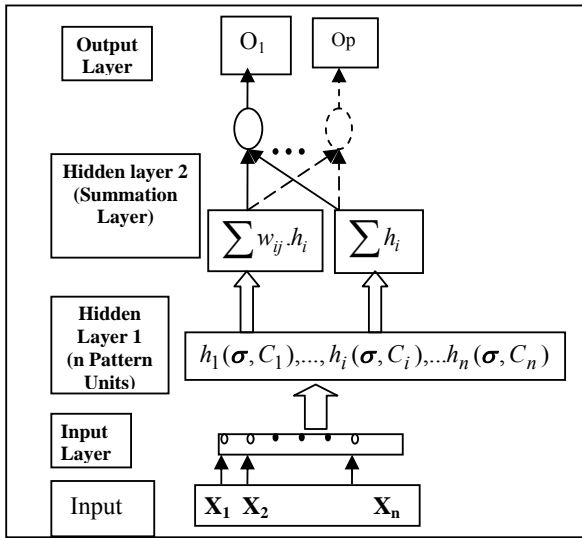 Output
Layer
O₁
Op
• • •
Hidden layer 2
(Summation
Layer)
∑ wᵢⱼ.hᵢ
∑ hᵢ
Hidden
Layer 1
(n Pattern
Units)
h₁(σ,C₁),...,hᵢ(σ,Cᵢ),...hₙ(σ,Cₙ)
Input
Layer
Input
X₁ X₂ Xₙ